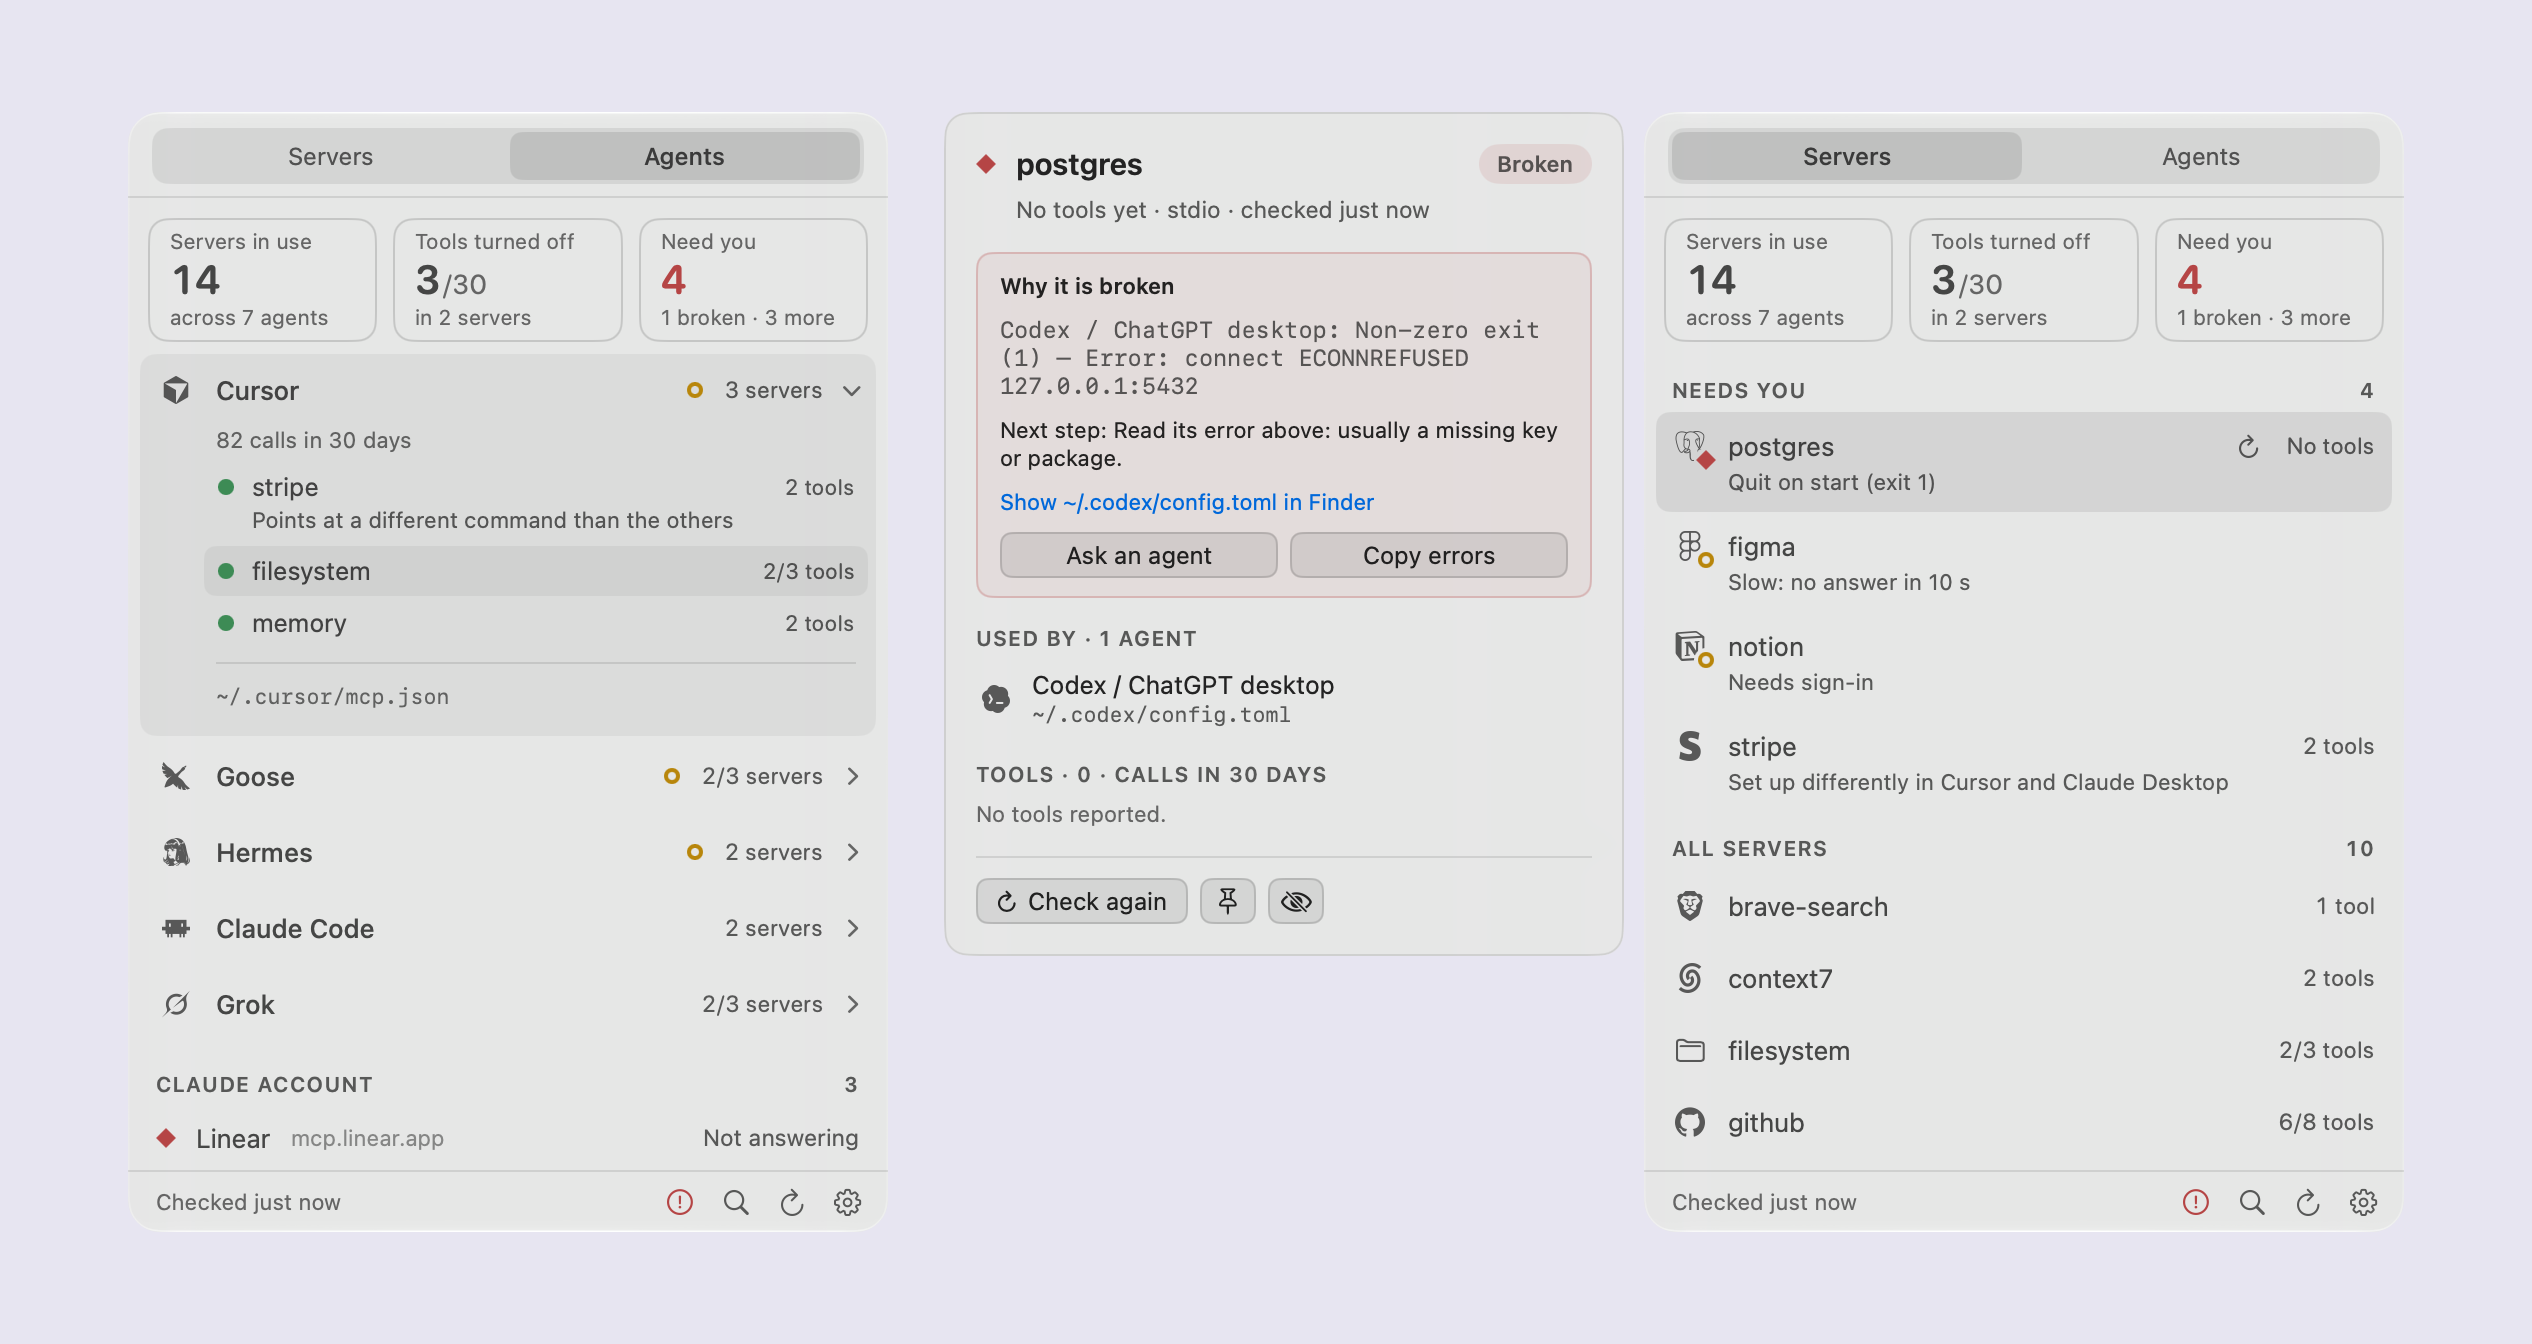 Servers
Agents
Servers in use
14
across 7 agents
Tools turned off
3/30
in 2 servers
Need you
4
1 broken · 3 more
Cursor
3 servers
82 calls in 30 days
stripe
2 tools
Points at a different command than the others
filesystem
2/3 tools
memory
2 tools
~/.cursor/mcp.json
Goose
2/3 servers
Hermes
2 servers
Claude Code
2 servers
Grok
2/3 servers
CLAUDE ACCOUNT
3
Linear mcp.linear.app
Not answering
Checked just now
postgres
Broken
No tools yet · stdio · checked just now
Why it is broken
Codex / ChatGPT desktop: Non-zero exit
(1) — Error: connect ECONNREFUSED
127.0.0.1:5432
Next step: Read its error above: usually a missing key
or package.
Show ~/.codex/config.toml in Finder
Ask an agent
Copy errors
USED BY · 1 AGENT
Codex / ChatGPT desktop
~/.codex/config.toml
TOOLS · 0 · CALLS IN 30 DAYS
No tools reported.
Check again
Servers
Agents
Servers in use
14
across 7 agents
Tools turned off
3/30
in 2 servers
Need you
4
1 broken · 3 more
NEEDS YOU
4
postgres
No tools
Quit on start (exit 1)
figma
Slow: no answer in 10 s
notion
Needs sign-in
stripe
2 tools
Set up differently in Cursor and Claude Desktop
ALL SERVERS
10
brave-search
1 tool
context7
2 tools
filesystem
2/3 tools
github
6/8 tools
Checked just now